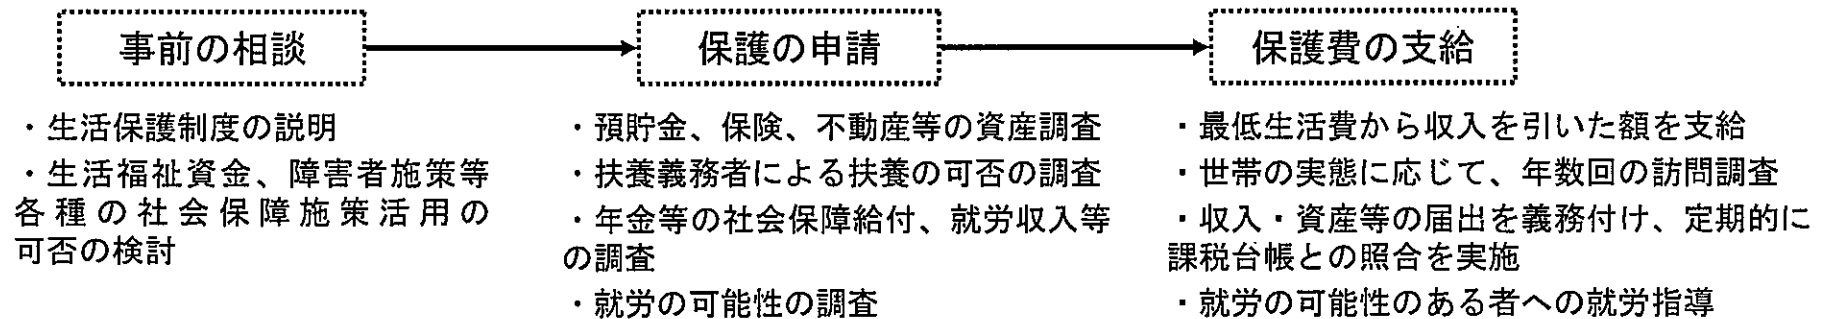 事前の相談
保護の申請
保護費の支給
・生活保護制度の説明
・生活福祉資金、障害者施策等
各種の社会保障施策活用の
可否の検討
・預貯金、保険、不動産等の資産調査
・扶養義務者による扶養の可否の調査
・年金等の社会保障給付、就労収入等
の調査
・就労の可能性の調査
・最低生活費から収入を引いた額を支給
・世帯の実態に応じて、年数回の訪問調査
・収入・資産等の届出を義務付け、定期的に
課税台帳との照合を実施
・就労の可能性のある者への就労指導